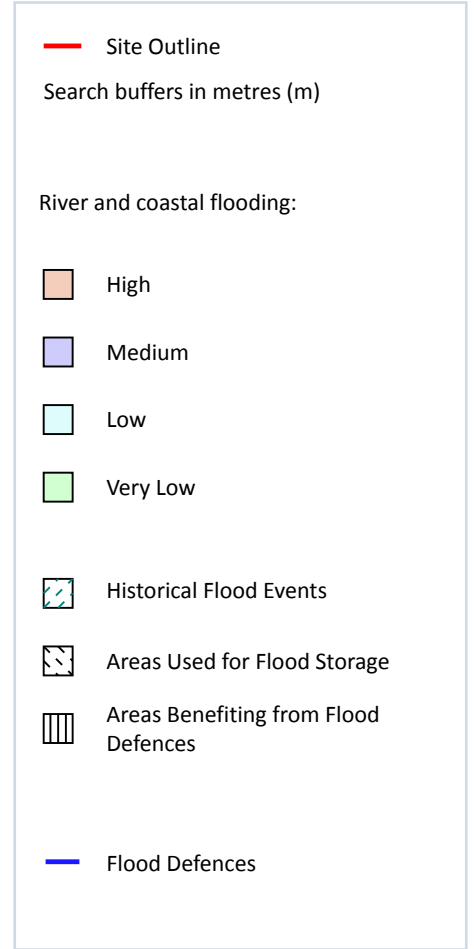 Site Outline
Search buffers in metres (m)
River and coastal flooding:
High
Medium
Low
Very Low
Historical Flood Events
Areas Used for Flood Storage
Areas Benefiting from Flood
Defences
Flood Defences